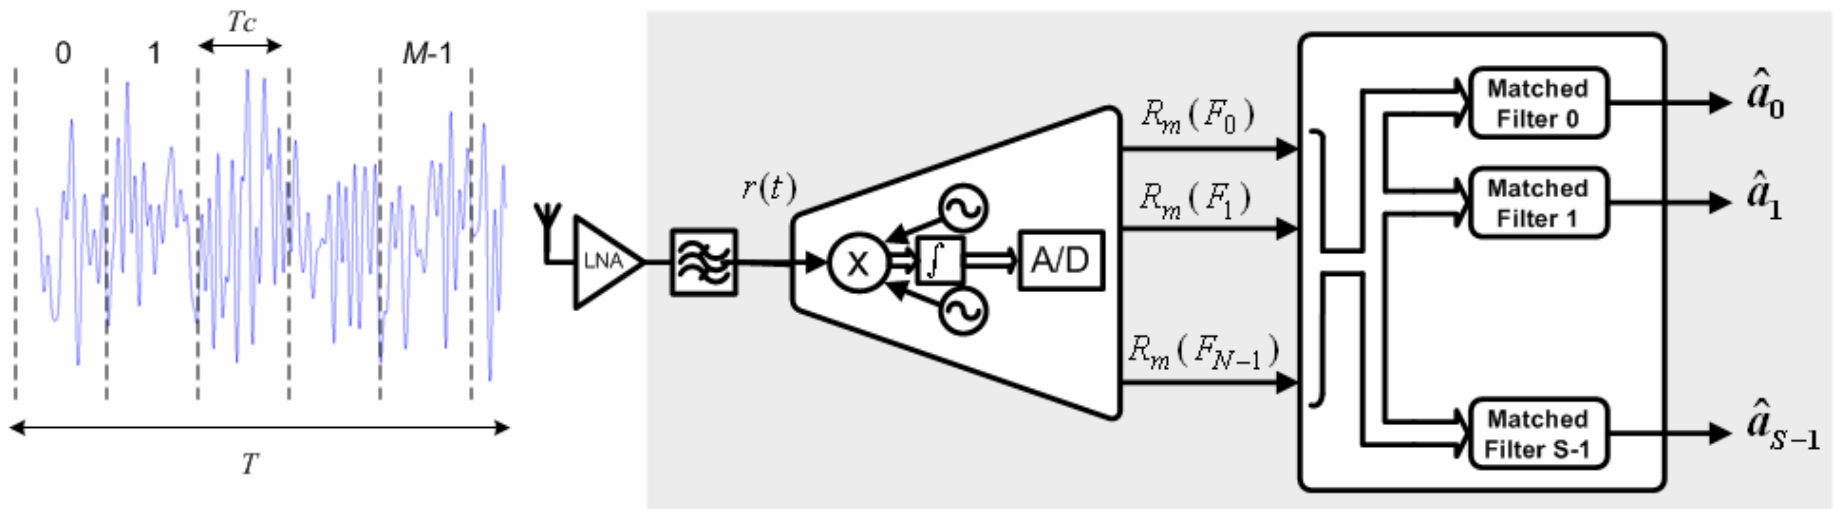 Tc
0 1 M-1
T
LNA
r(t)
X
∫
A/D
R_m(F_0)
R_m(F_1)
R_m(F_{N-1})
Matched
Filter 0
Matched
Filter 1
Matched
Filter S-1
â_0
â_1
â_{S-1}